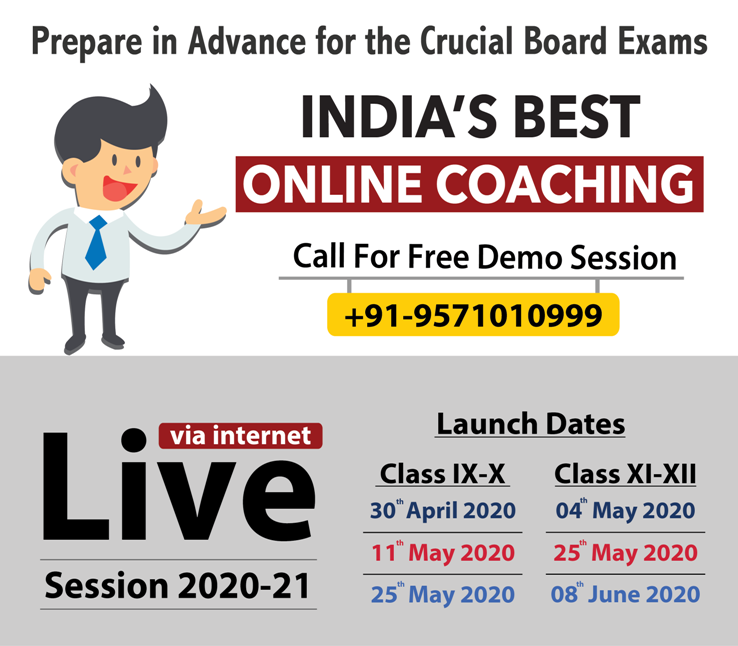 Prepare in Advance for the Crucial Board Exams
INDIA'S BEST
ONLINE COACHING
Call For Free Demo Session
+91-9571010999
Live via internet
Session 2020-21
Launch Dates
Class IX-X
30th April 2020
11th May 2020
25th May 2020
Class XI-XII
04th May 2020
25th May 2020
08th June 2020